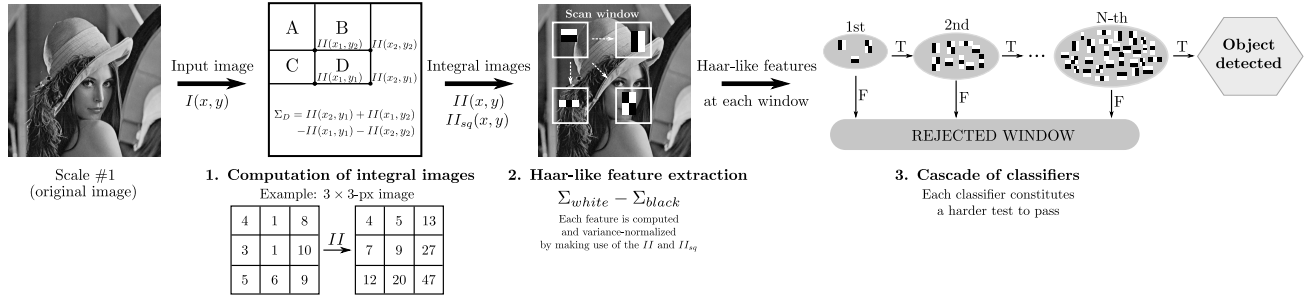 Scale #1
(original image)
Input image
I(x, y)
A
B
II(x₁, y₂)
II(x₂, y₂)
C
D
II(x₁, y₁)
II(x₂, y₁)
Σ_D = II(x₂, y₁) + II(x₁, y₂)
−II(x₁, y₁) − II(x₂, y₂)
1. Computation of integral images
Example: 3 × 3-px image
4 1 8
3 1 10
5 6 9
II
4 5 13
7 9 27
12 20 47
Integral images
II(x, y)
II_sq(x, y)
Scan window
2. Haar-like feature extraction
Σ_white − Σ_black
Each feature is computed
and variance-normalized
by making use of the II and II_sq
Haar-like features
at each window
1st
T
2nd
T
...
N-th
T
Object
detected
F
F
F
REJECTED WINDOW
3. Cascade of classifiers
Each classifier constitutes
a harder test to pass